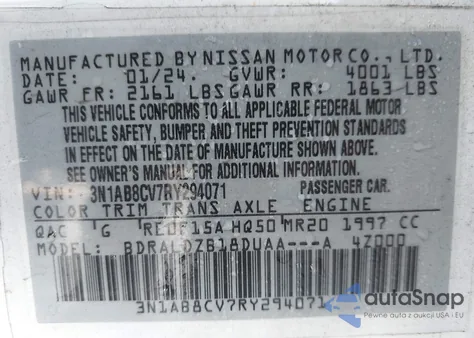 MANUFACTURED BY NISSAN MOTOR CO., LTD.
DATE: 01/24. GVWR: 4001 LBS
GAWR FR: 2161 LBS GAWR RR: 1863 LBS
THIS VEHICLE CONFORMS TO ALL APPLICABLE FEDERAL MOTOR
VEHICLE SAFETY, BUMPER AND THEFT PREVENTION STANDARDS
IN EFFECT ON THE DATE OF MANUFACTURE SHOWN ABOVE.
SEE OWNER'S MANUAL FOR ADDITIONAL INFORMATION.
VIN: 3N1AB8CV7RY294071 PASSENGER CAR
COLOR TRIM TRANS AXLE ENGINE
QAC G RE0F15A HQ50 MR20 1997 CC
MODEL: BDRALDZB18DUAA---A 4Z000
3N1AB8CV7RY294071
autoSnap
Pewne auto z USA i EU